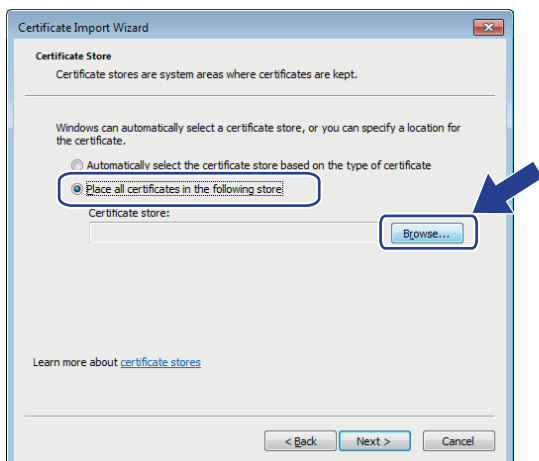 Certificate Import Wizard
Certificate Store
Certificate stores are system areas where certificates are kept.
Windows can automatically select a certificate store, or you can specify a location for
the certificate.
Automatically select the certificate store based on the type of certificate
Place all certificates in the following store
Certificate store:
Browse...
Learn more about certificate stores
< Back
Next >
Cancel